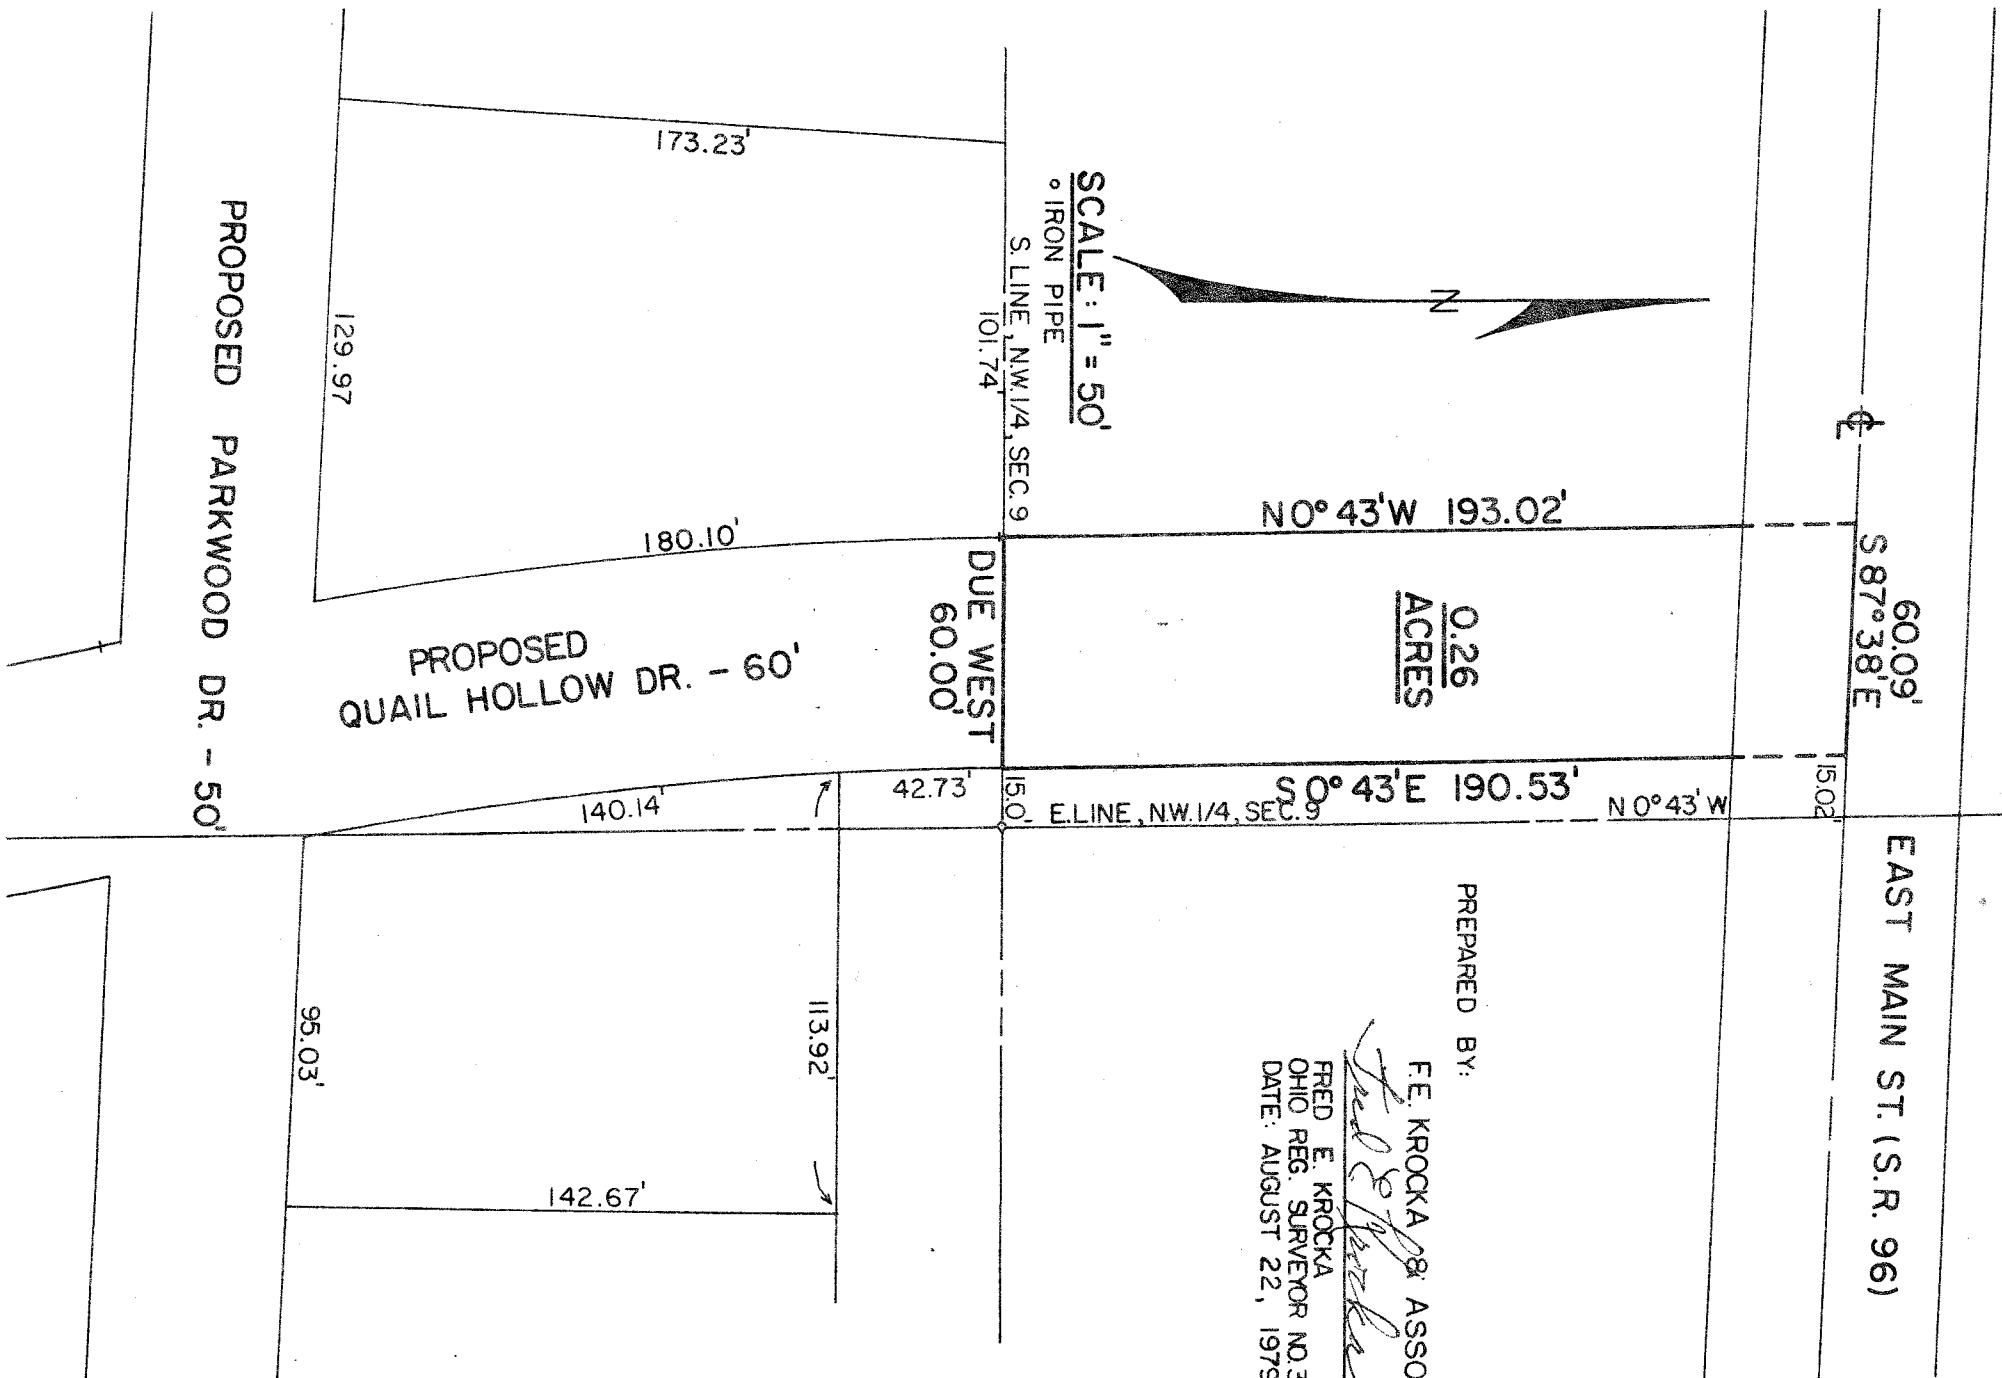 EAST MAIN ST. (S.R. 96)
60.09'
S 87° 38' E
15.02'
N 0° 43' W 193.02'
0.26
ACRES
S 0° 43' E 190.53'
N 0° 43' W
E. LINE, N.W. 1/4, SEC. 9
15.0
N
SCALE: 1" = 50'
° IRON PIPE
S. LINE, N.W. 1/4, SEC. 9
101.74'
DUE WEST
60.00'
PREPARED BY:
F.E. KROCKA & ASSO
Fred E. Krocka
FRED E. KROCKA
OHIO REG. SURVEYOR NO.
DATE: AUGUST 22, 1979
173.23'
129.97
180.10'
PROPOSED
QUAIL HOLLOW DR. - 60'
42.73'
140.14'
113.92'
95.03'
142.67'
PROPOSED PARKWOOD DR. - 50'